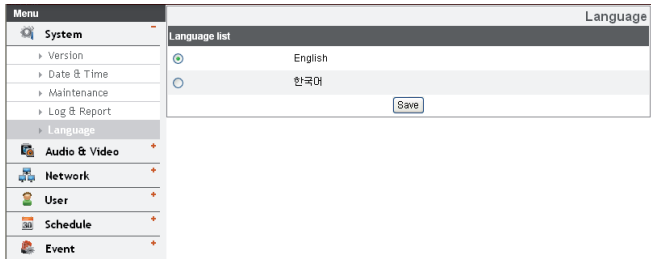 Menu
System
Version
Date & Time
Maintenance
Log & Report
Language
Audio & Video
Network
User
30
Schedule
Event
Language
Language list
English
한국어
Save